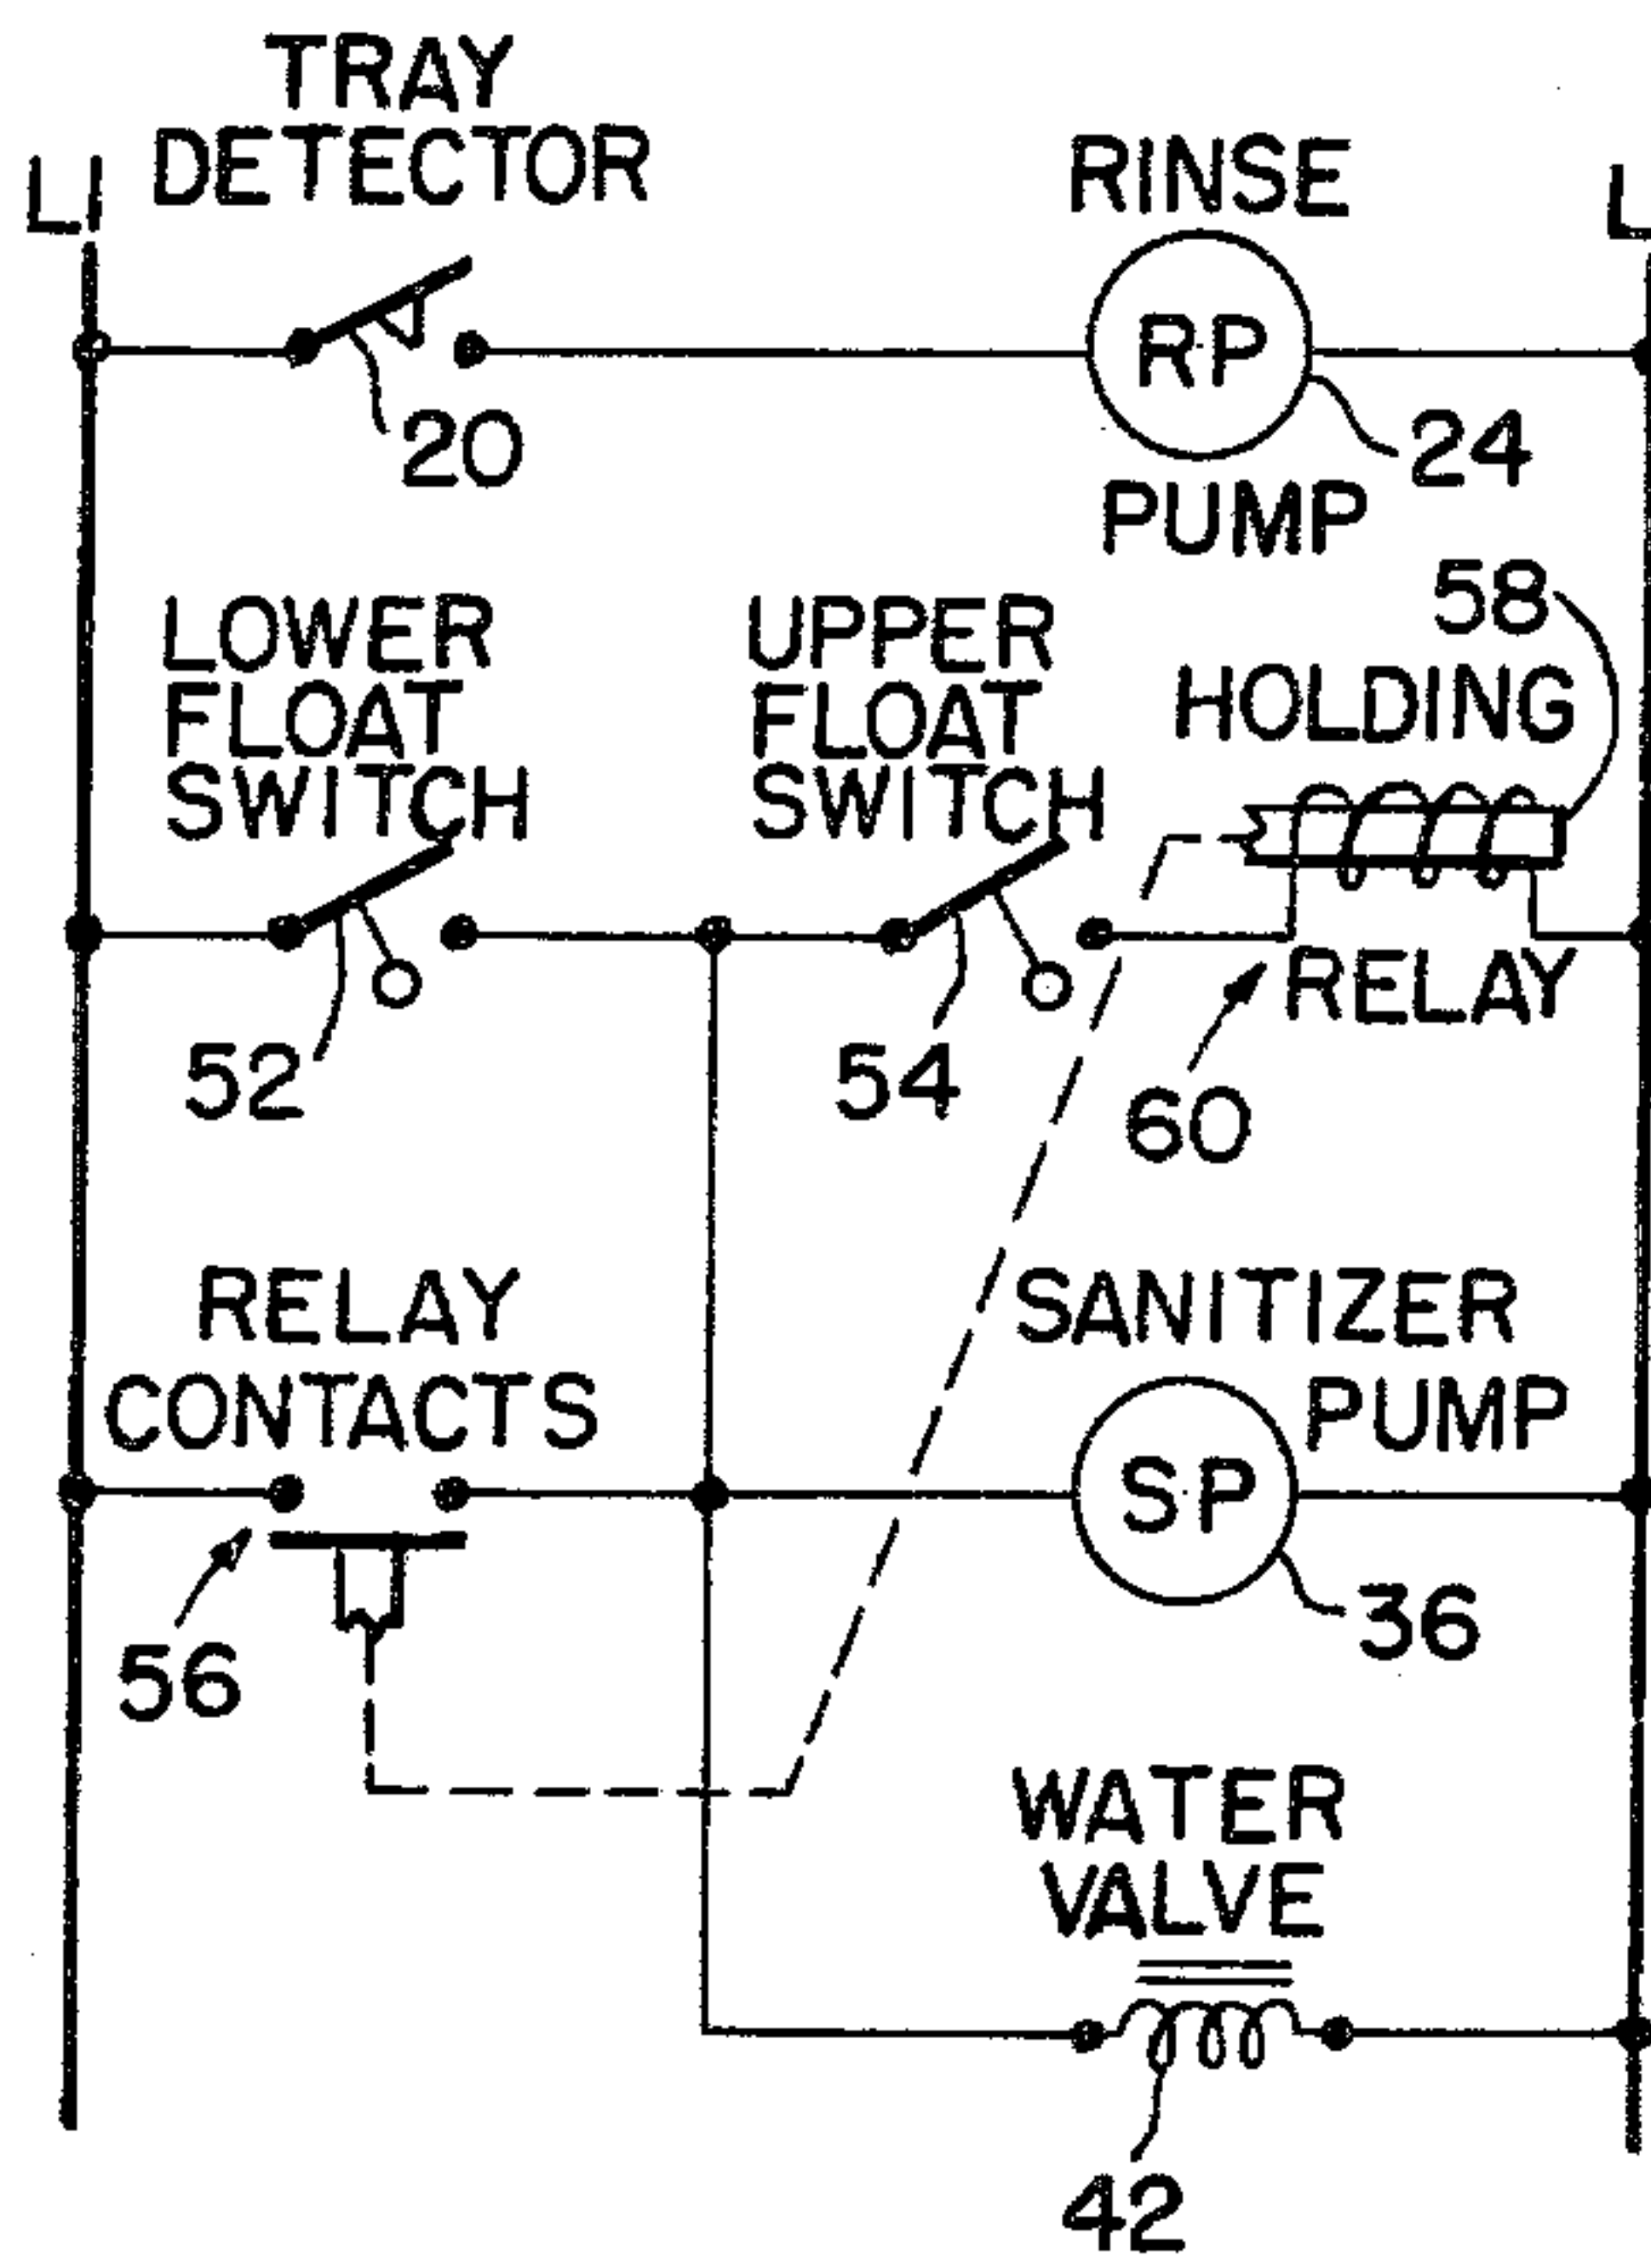 TRAY
DETECTOR
L1
RINSE
L
RP
20
24
PUMP
58
LOWER
FLOAT
SWITCH
UPPER
FLOAT
SWITCH
HOLDING
RELAY
52
54
60
RELAY
CONTACTS
SANITIZER
PUMP
SP
36
56
WATER
VALVE
42